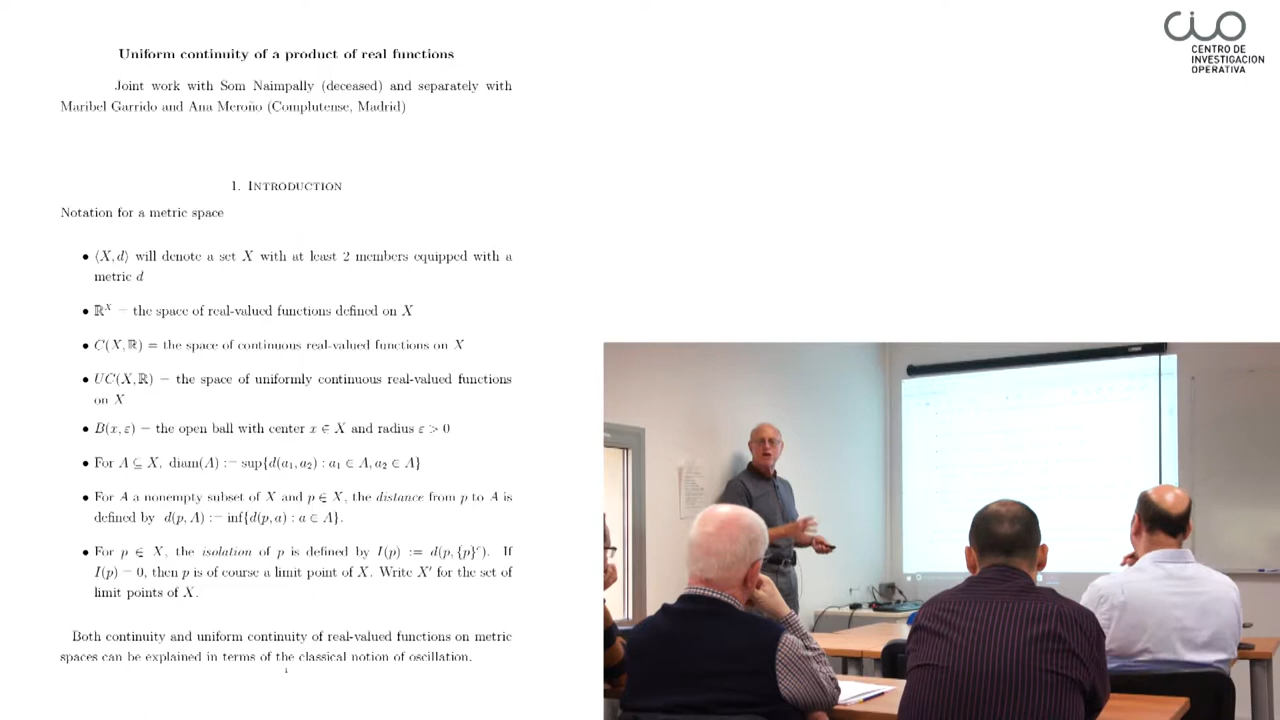 Uniform continuity of a product of real functions
Joint work with Som Naimpally (deceased) and separately with
Maribel Garrido and Ana Meroño (Complutense, Madrid)
1. INTRODUCTION
Notation for a metric space
• ⟨X, d⟩ will denote a set X with at least 2 members equipped with a
metric d
• ℝ^X = the space of real-valued functions defined on X
• C(X,ℝ) = the space of continuous real-valued functions on X
• UC(X,ℝ) = the space of uniformly continuous real-valued functions
on X
• B(x,ε) = the open ball with center x ∈ X and radius ε > 0
• For A ⊆ X, diam(A) := sup{d(a₁, a₂) : a₁ ∈ A, a₂ ∈ A}
• For A a nonempty subset of X and p ∈ X, the distance from p to A is
defined by d(p, A) := inf{d(p, a) : a ∈ A}.
• For p ∈ X, the isolation of p is defined by I(p) := d(p, {p}ᶜ). If
I(p) = 0, then p is of course a limit point of X. Write X′ for the set of
limit points of X.
Both continuity and uniform continuity of real-valued functions on metric
spaces can be explained in terms of the classical notion of oscillation.
1
CIO
CENTRO DE
INVESTIGACIÓN
OPERATIVA